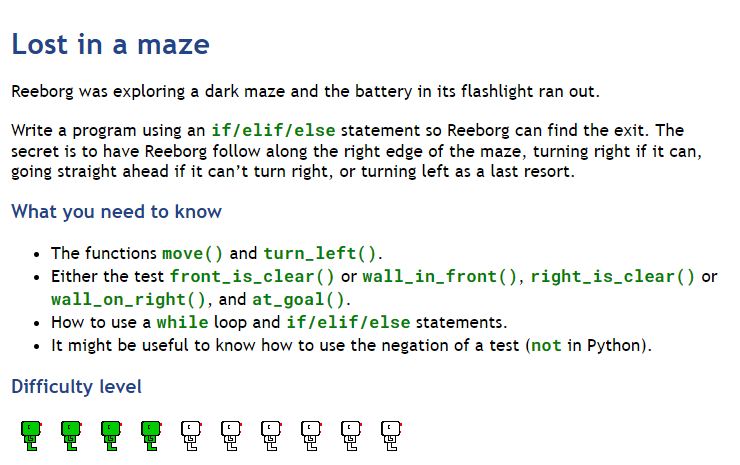 Lost in a maze
Reeborg was exploring a dark maze and the battery in its flashlight ran out.
Write a program using an if/elif/else statement so Reeborg can find the exit. The
secret is to have Reeborg follow along the right edge of the maze, turning right if it can,
going straight ahead if it can’t turn right, or turning left as a last resort.
What you need to know
• The functions move() and turn_left().
• Either the test front_is_clear() or wall_in_front(), right_is_clear() or
wall_on_right(), and at_goal().
• How to use a while loop and if/elif/else statements.
• It might be useful to know how to use the negation of a test (not in Python).
Difficulty level